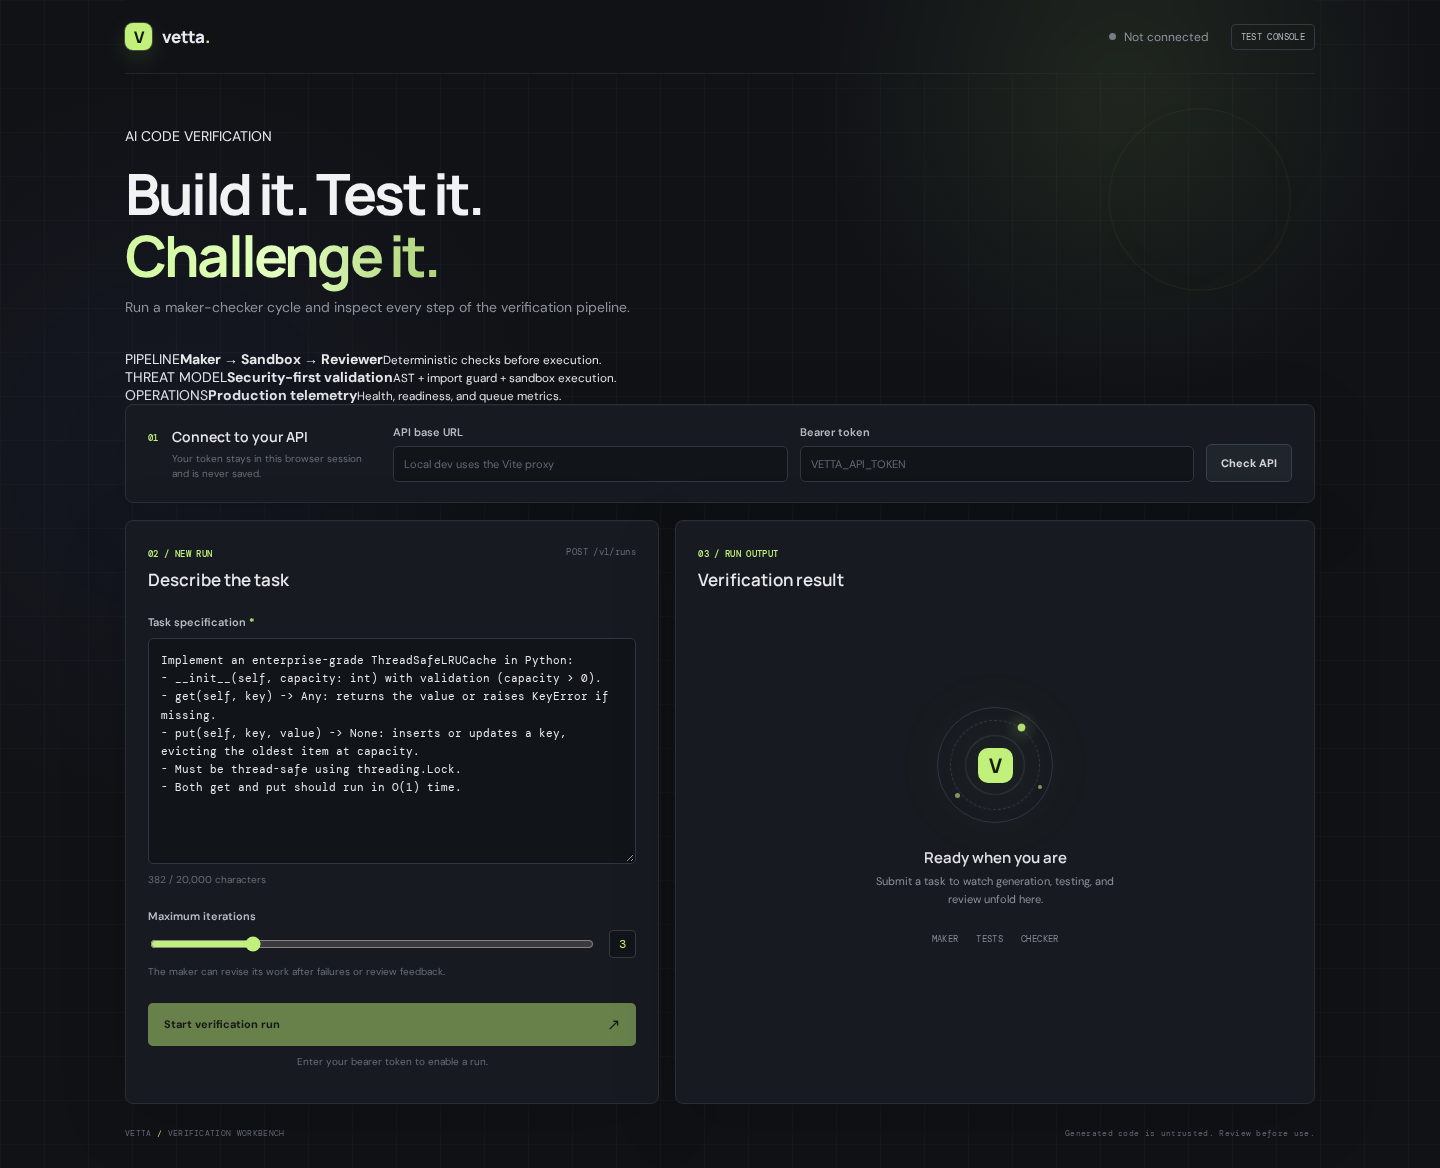 V vetta.
Not connected
TEST CONSOLE
AI CODE VERIFICATION
Build it. Test it.
Challenge it.
Run a maker-checker cycle and inspect every step of the verification pipeline.
PIPELINEMaker → Sandbox → ReviewerDeterministic checks before execution.
THREAT MODELSecurity-first validationAST + import guard + sandbox execution.
OPERATIONSProduction telemetryHealth, readiness, and queue metrics.
01 Connect to your API
Your token stays in this browser session
and is never saved.
API base URL
Local dev uses the Vite proxy
Bearer token
VETTA_API_TOKEN
Check API
02 / NEW RUN
POST /v1/runs
Describe the task
Task specification *
Implement an enterprise-grade ThreadSafeLRUCache in Python:
- __init__(self, capacity: int) with validation (capacity > 0).
- get(self, key) -> Any: returns the value or raises KeyError if
missing.
- put(self, key, value) -> None: inserts or updates a key,
evicting the oldest item at capacity.
- Must be thread-safe using threading.Lock.
- Both get and put should run in O(1) time.
382 / 20,000 characters
Maximum iterations
3
The maker can revise its work after failures or review feedback.
Start verification run ↗
Enter your bearer token to enable a run.
03 / RUN OUTPUT
Verification result
V
Ready when you are
Submit a task to watch generation, testing, and
review unfold here.
MAKER TESTS CHECKER
VETTA / VERIFICATION WORKBENCH
Generated code is untrusted. Review before use.